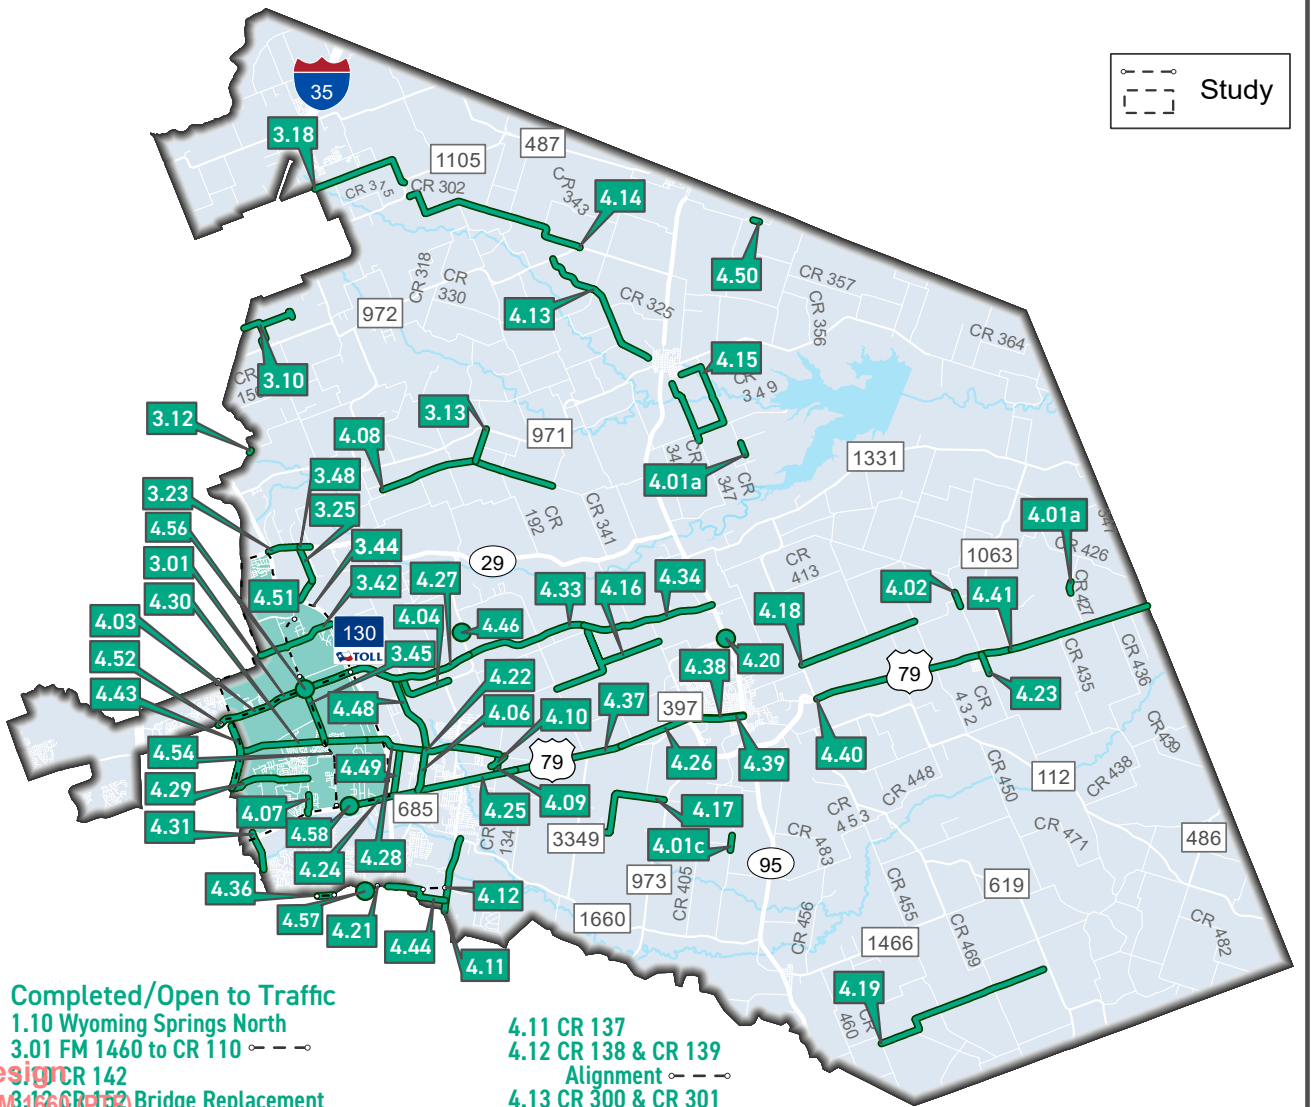 Study
35
3.18
1105
487
CR 315
CR 302
CR 343
4.14
4.50
CR 318
CR 330
972
4.13
CR 325
CR 357
CR 356
CR 364
3.10
CR 150
4.15
CR 349
3.12
3.13
4.08
971
CR 347
4.01a
1331
3.48
3.23
3.25
CR 192
CR 341
4.56
3.44
29
3.01
3.42
4.27
4.33
4.16
4.34
CR 413
4.01a
1063
CR 426
CR 427
4.30
4.51
4.04
4.46
4.18
4.02
4.41
4.03
130
TOLL
4.52
3.45
4.38
4.20
79
CR 435
CR 436
4.43
4.48
4.22
4.06
4.10
4.37
397
CR 432
4.23
CR 439
4.54
4.49
79
4.26
4.39
4.40
4.29
4.07
4.58
685
4.25
4.09
CR 448
CR 450
112
CR 438
4.31
4.24
4.28
CR 134
3349
4.17
4.01c
CR 453
CR 483
CR 471
486
95
4.36
4.57
4.21
4.44
4.12
4.11
973
CR 405
1660
CR 456
CR 455
619
CR 469
1466
CR 482
4.19
CR 460
Completed/Open to Traffic
1.10 Wyoming Springs North
3.01 FM 1460 to CR 110
3.10 CR 142
3.12 CR 152 Bridge Replacement
4.11 CR 137
4.12 CR 138 & CR 139
Alignment
4.13 CR 300 & CR 301